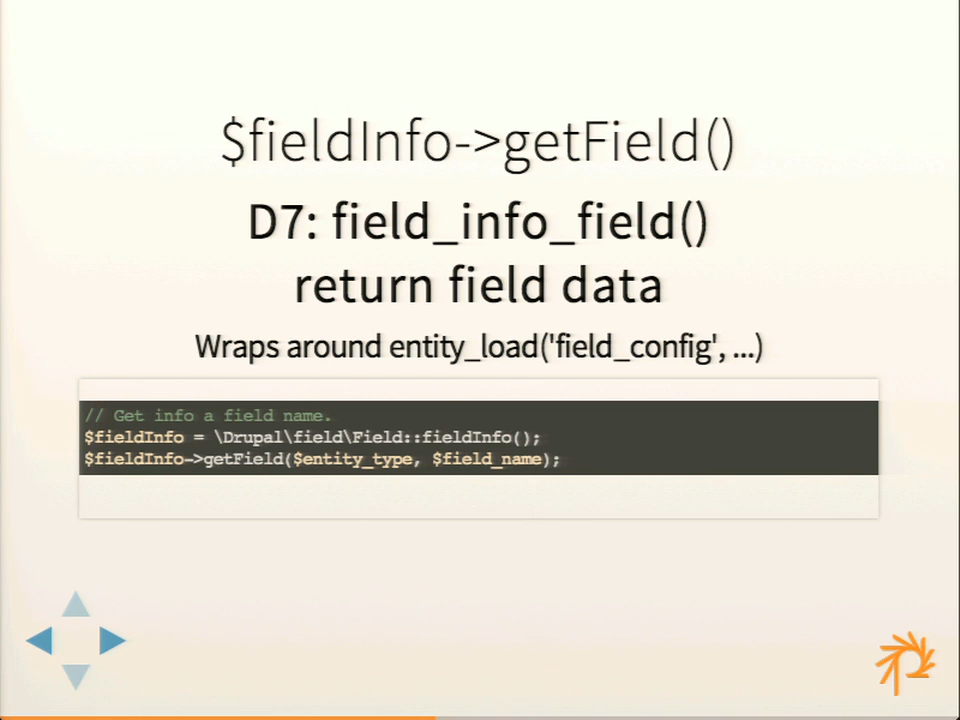 $fieldInfo->getField()
D7: field_info_field()
return field data
Wraps around entity_load('field_config', ...)
// Get info a field name.
$fieldInfo = \Drupal\field\Field::fieldInfo();
$fieldInfo->getField($entity_type, $field_name);